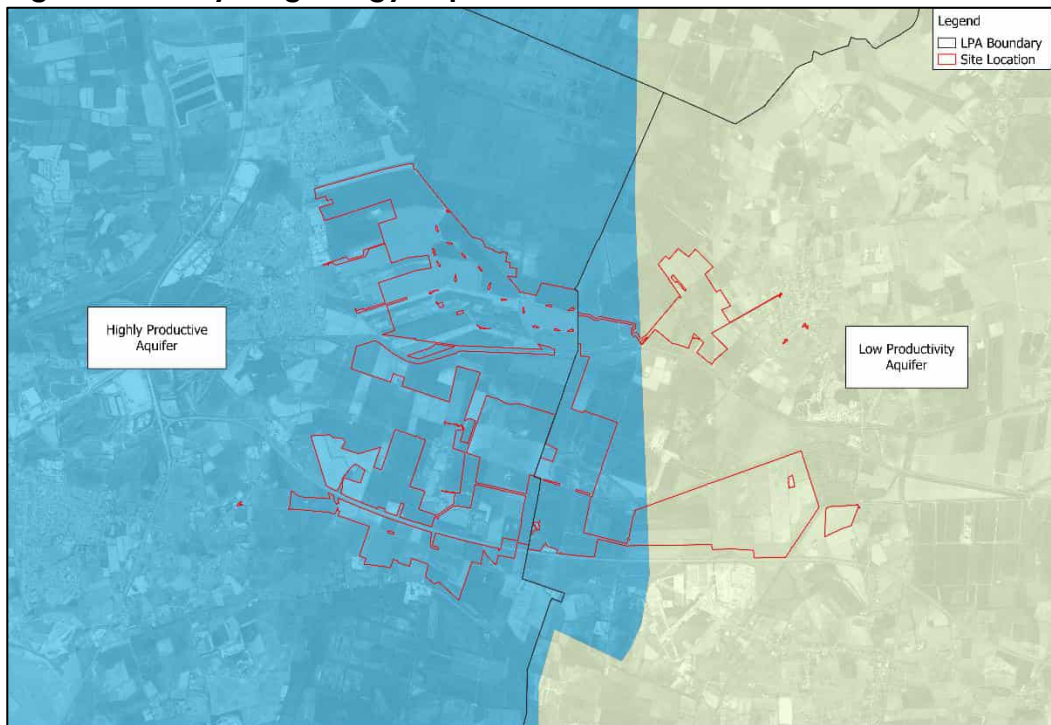 Legend
LPA Boundary
Site Location
Highly Productive
Aquifer
Low Productivity
Aquifer